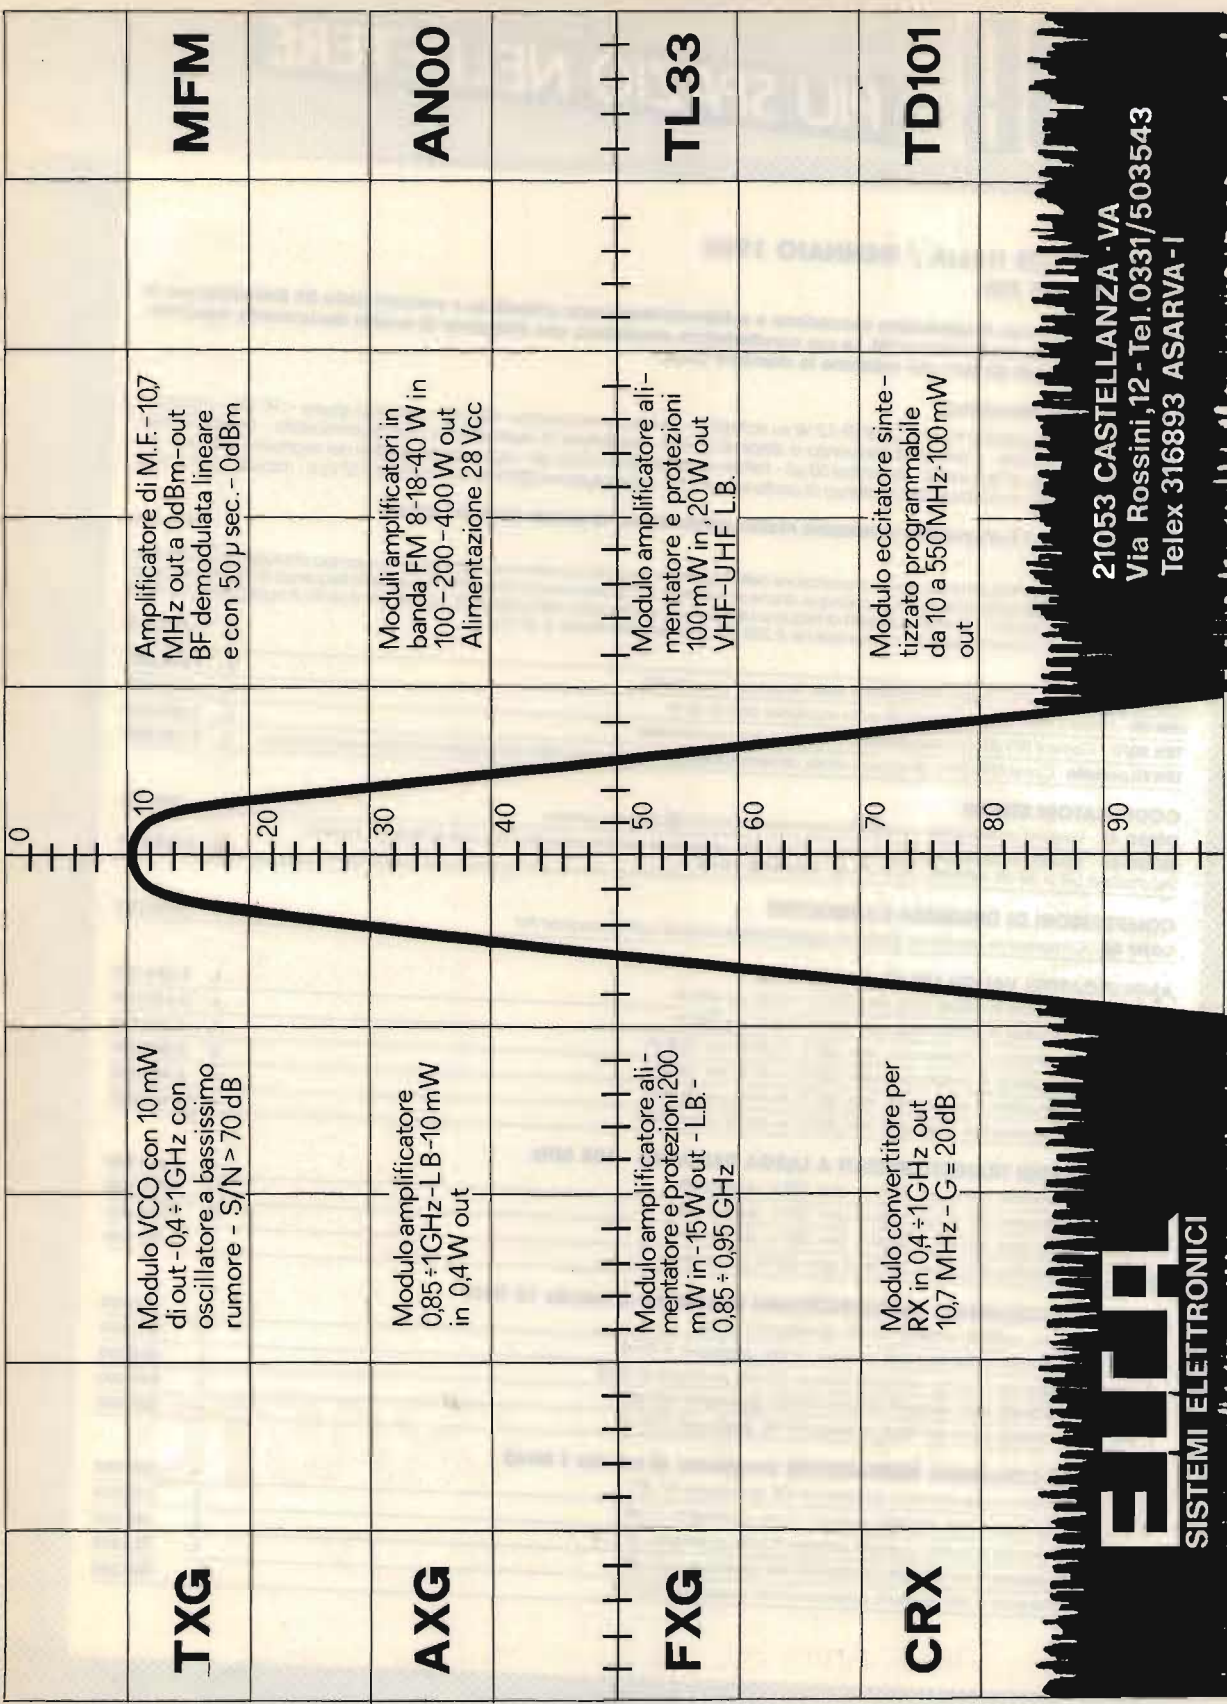 0
10
20
30
40
50
60
70
80
90
TXG
Modulo VCO con 10 mW
di out - 0,4 ÷ 1GHz con
oscillatore a bassissimo
rumore - S/N > 70 dB
Amplificatore di M.F. - 10,7
MHz out a 0dBm-out
BF demodulata lineare
e con 50µ sec. - 0dBm
MFM
AXG
Modulo amplificatore
0,85 ÷ 1GHz - LB - 10 mW
in 0,4 W out
Moduli amplificatori in
banda FM 8-18-40 W in
100-200-400 W out
Alimentazione 28 Vcc
AN00
FXG
Modulo amplificatore ali-
mentatore e protezioni 200
mW in - 15 W out - L.B. -
0,85 ÷ 0,95 GHz
Modulo amplificatore ali-
mentatore e protezioni
100 mW in, 20 W out
VHF-UHF L.B.
TL33
CRX
Modulo convertitore per
RX in 0,4 ÷ 1GHz out
10,7 MHz - G = 20 dB
Modulo eccitatore sinte-
tizzato programmabile
da 10 a 550 MHz-100 mW
out
TD101
SISTEMI ELETTRONICI
21053 CASTELLANZA - VA
Via Rossini, 12 - Tel. 0331/503543
Telex 316893 ASARVA - I